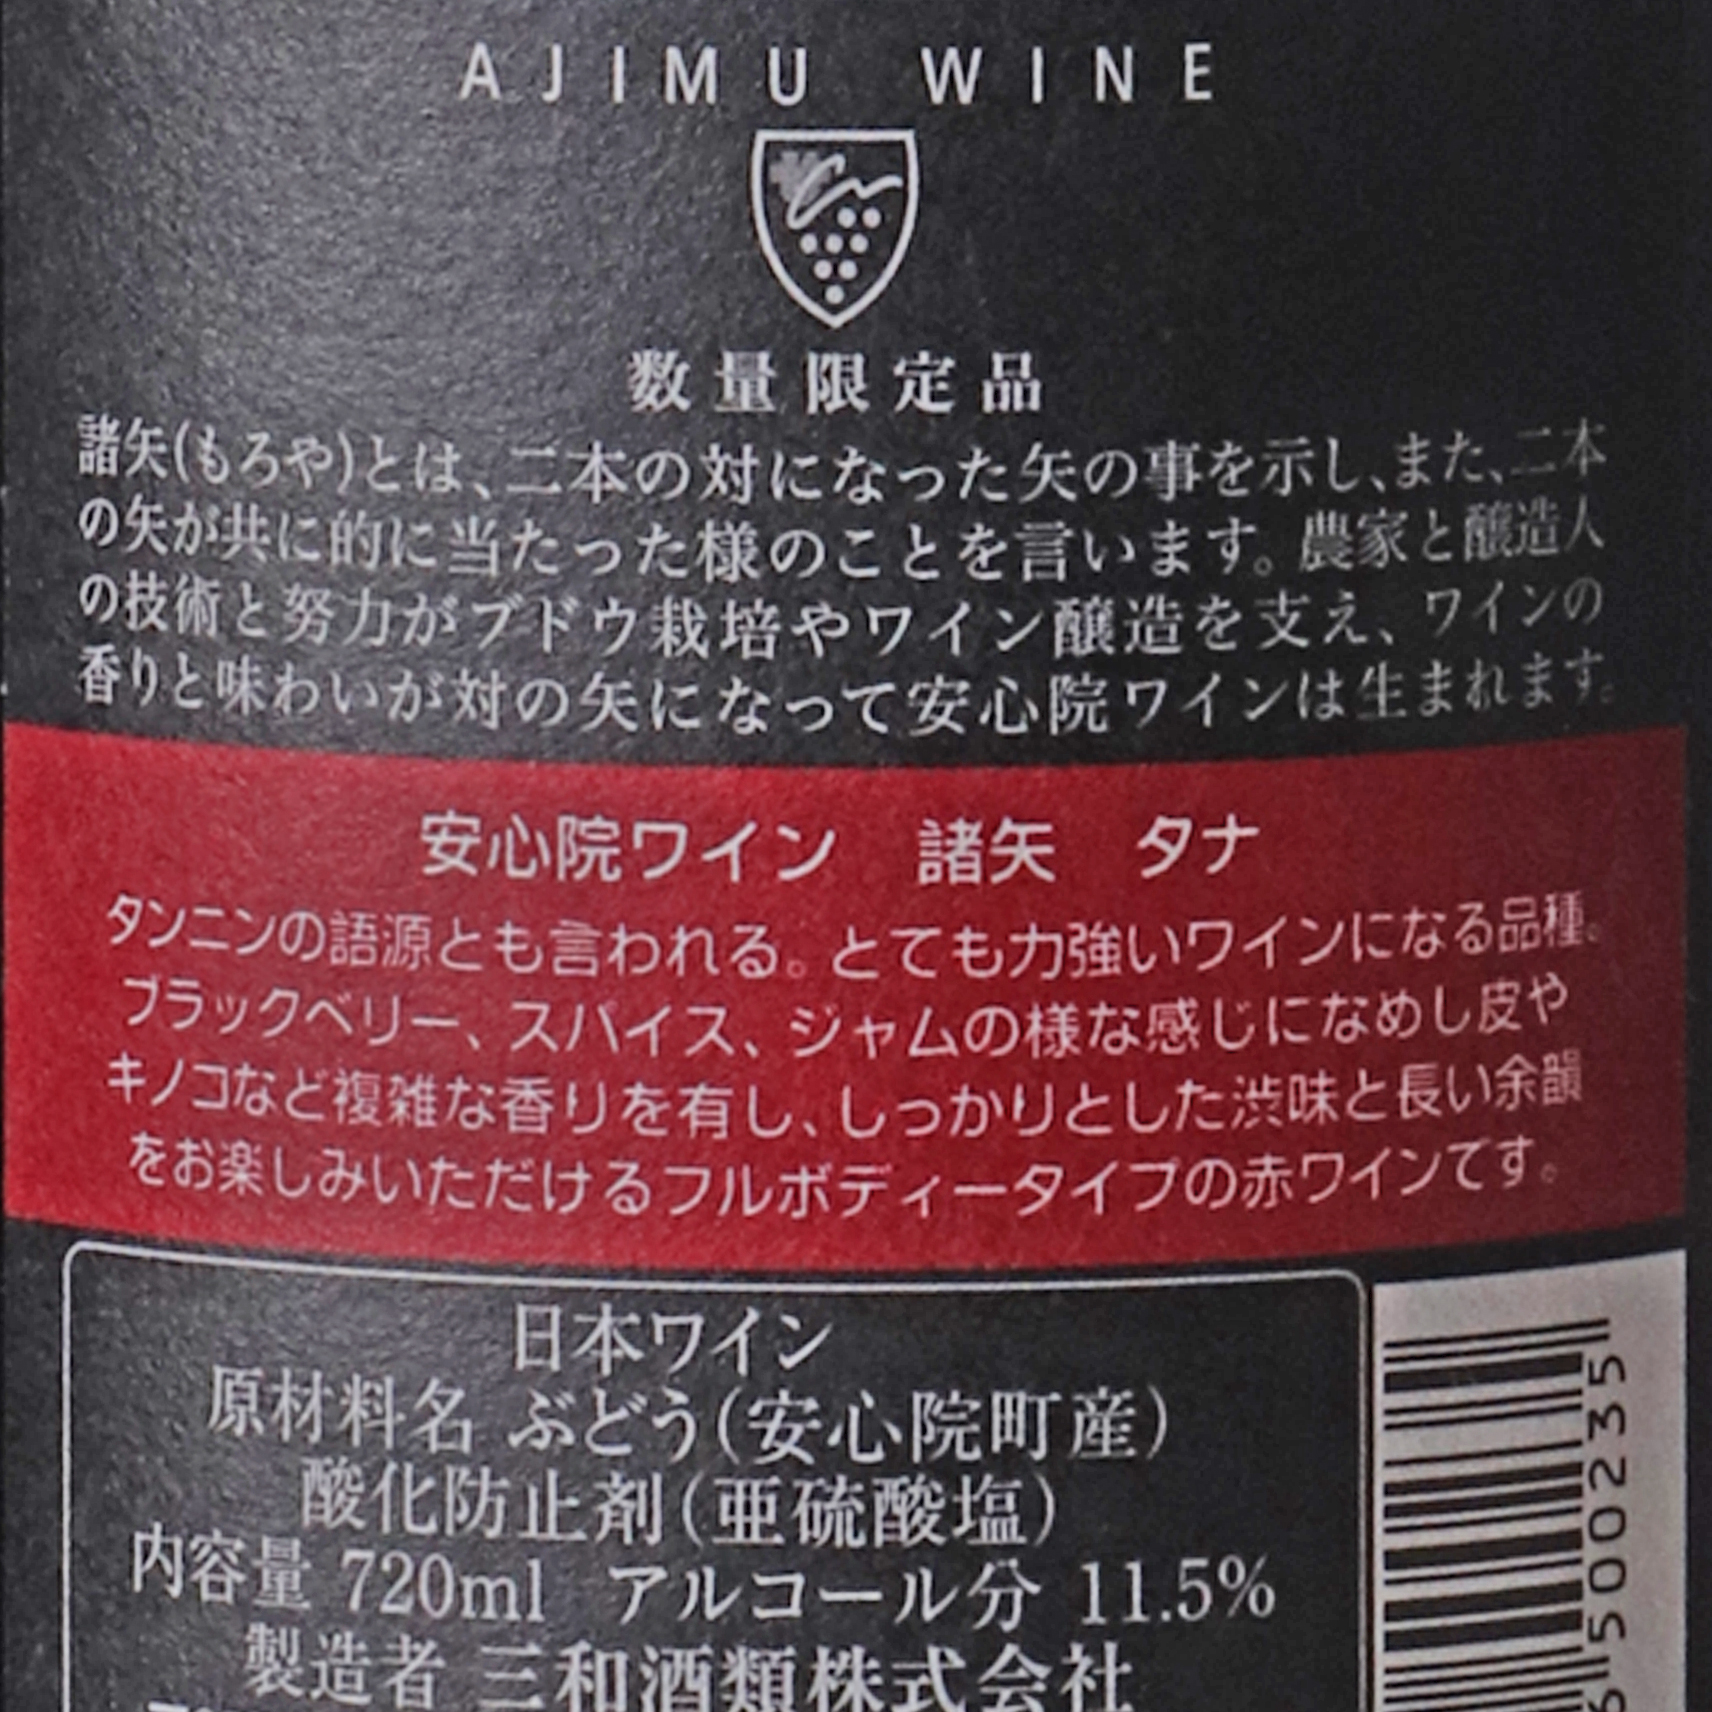 AJIMU WINE
数量限定品
諸矢(もろや)とは、二本の対になった矢の事を示し、また、二本
の矢が共に的に当たった様のことを言います。農家と醸造人
の技術と努力がブドウ栽培やワイン醸造を支え、ワインの
香りと味わいが対の矢になって安心院ワインは生まれます。
安心院ワイン 諸矢 タナ
タンニンの語源とも言われる。とても力強いワインになる品種。
ブラックベリー、スパイス、ジャムの様な感じになめし皮や
キノコなど複雑な香りを有し、しっかりとした渋味と長い余韻
をお楽しみいただけるフルボディータイプの赤ワインです。
日本ワイン
原材料名 ぶどう(安心院町産)
酸化防止剤(亜硫酸塩)
内容量 720ml アルコール分 11.5%
製造者 三和酒類株式会社
500235